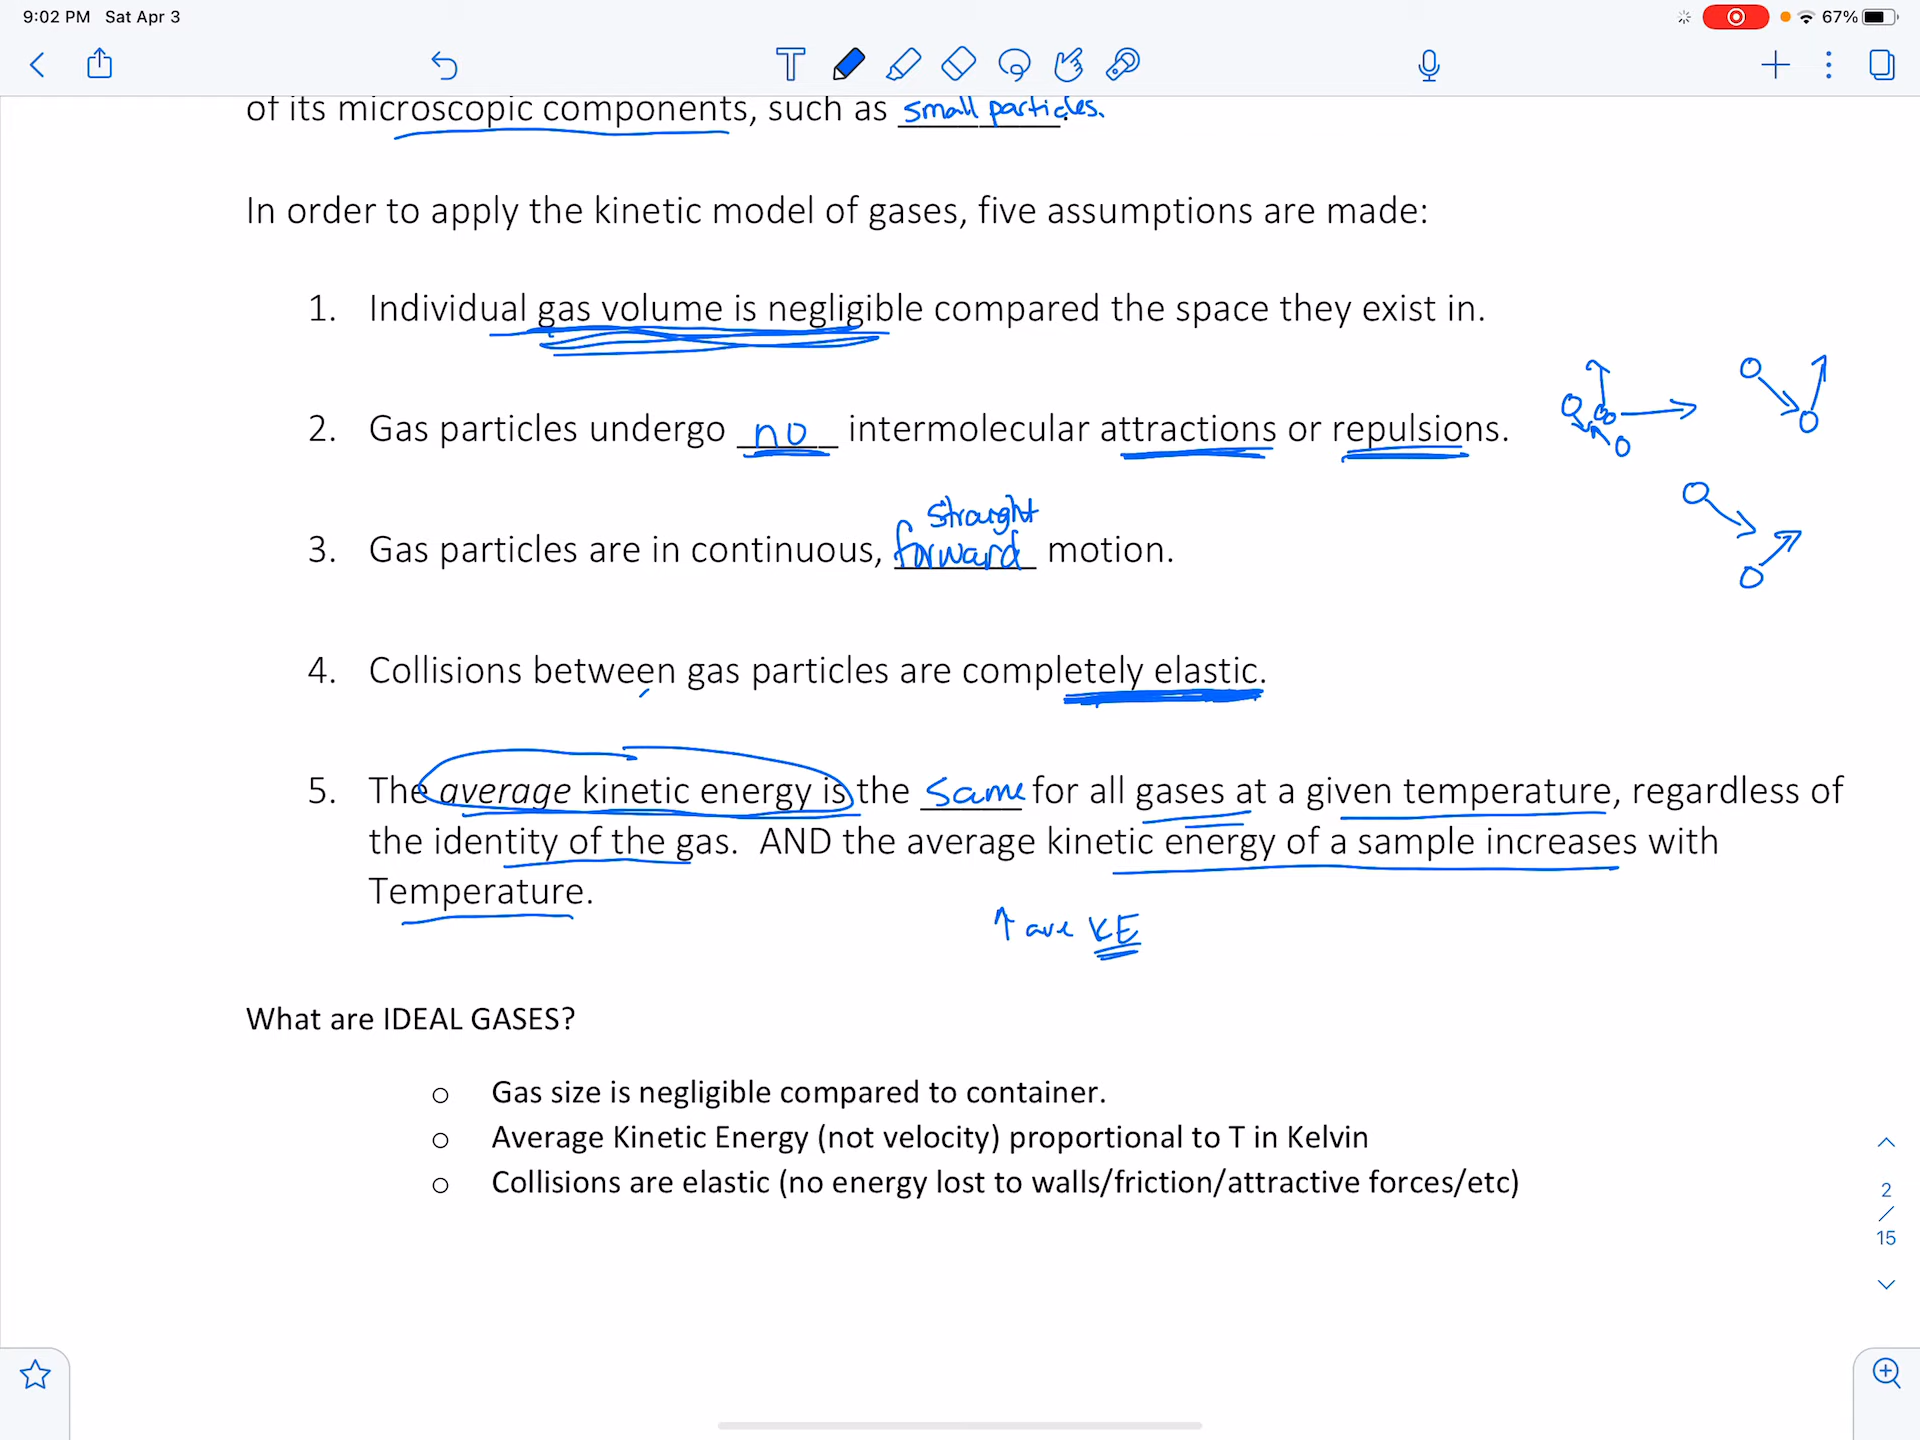 9:02 PM Sat Apr 3
67%
of its microscopic components, such as small particles.
In order to apply the kinetic model of gases, five assumptions are made:
1. Individual gas volume is negligible compared the space they exist in.
2. Gas particles undergo no intermolecular attractions or repulsions.
straight
3. Gas particles are in continuous, forward motion.
4. Collisions between gas particles are completely elastic.
5. The average kinetic energy is the same for all gases at a given temperature, regardless of
the identity of the gas. AND the average kinetic energy of a sample increases with
Temperature.
↑ ave KE
What are IDEAL GASES?
o Gas size is negligible compared to container.
o Average Kinetic Energy (not velocity) proportional to T in Kelvin
o Collisions are elastic (no energy lost to walls/friction/attractive forces/etc)
2
/
15